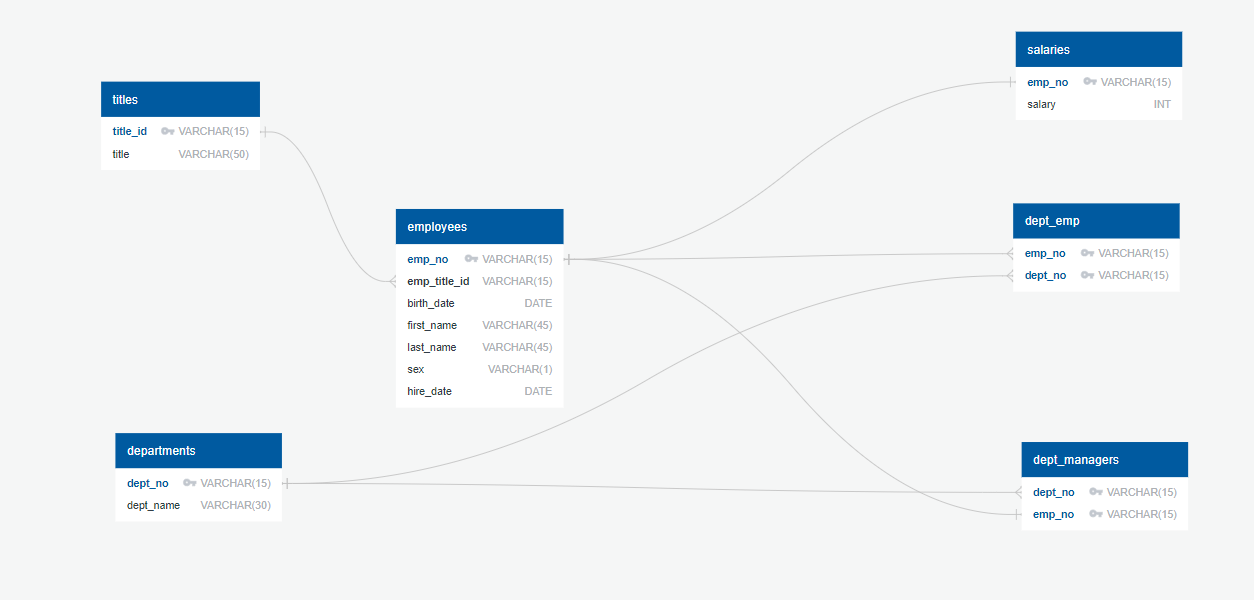 titles
title_id VARCHAR(15)
title VARCHAR(50)
employees
emp_no VARCHAR(15)
emp_title_id VARCHAR(15)
birth_date DATE
first_name VARCHAR(45)
last_name VARCHAR(45)
sex VARCHAR(1)
hire_date DATE
departments
dept_no VARCHAR(15)
dept_name VARCHAR(30)
salaries
emp_no VARCHAR(15)
salary INT
dept_emp
emp_no VARCHAR(15)
dept_no VARCHAR(15)
dept_managers
dept_no VARCHAR(15)
emp_no VARCHAR(15)